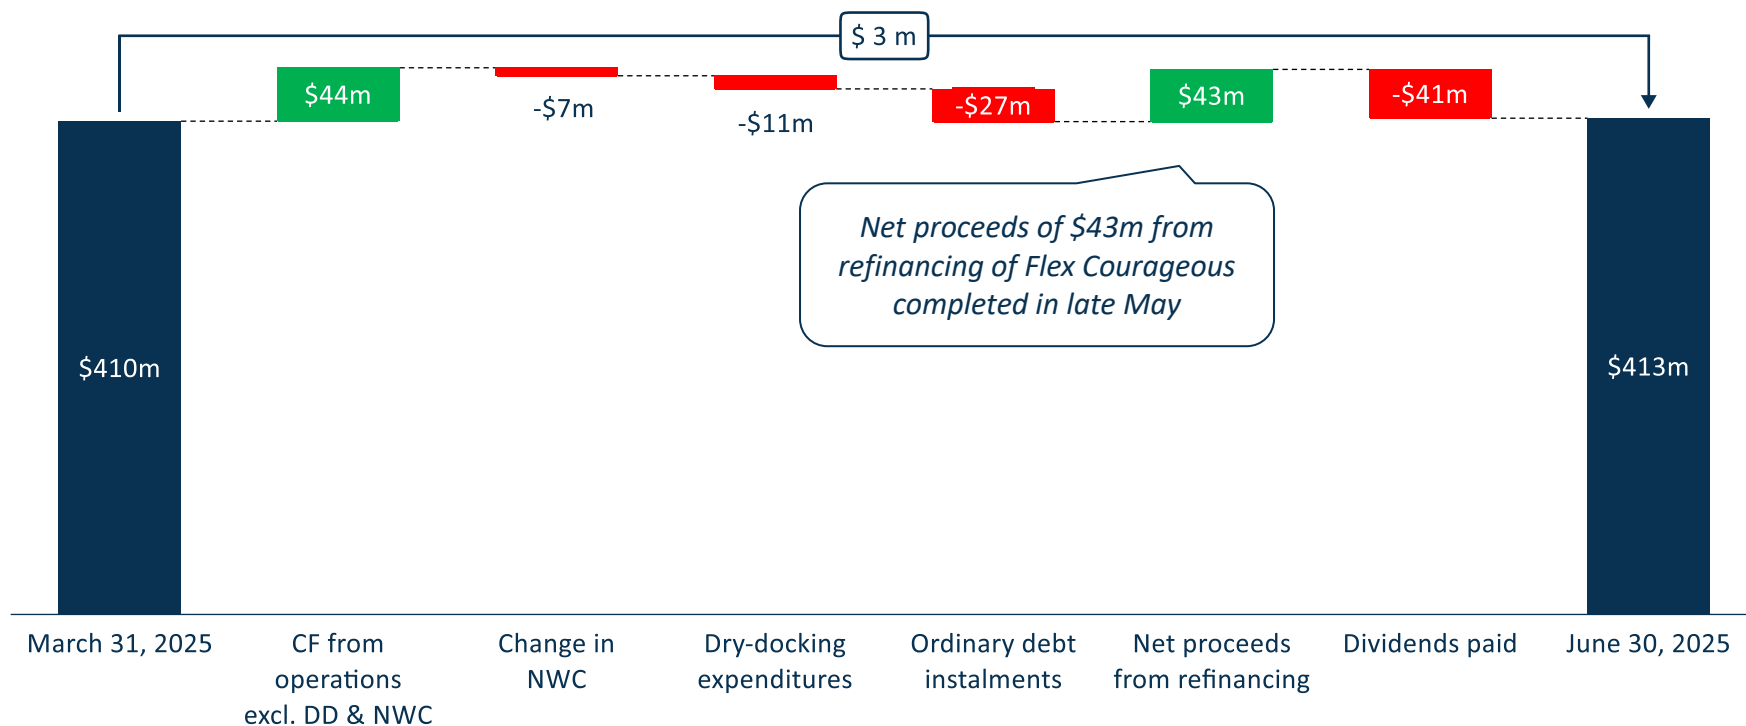 $ 3 m
$44m
-$7m
-$11m
-$27m
$43m
-$41m
Net proceeds of $43m from
refinancing of Flex Courageous
completed in late May
$410m
$413m
March 31, 2025
CF from
operations
excl. DD & NWC
Change in
NWC
Dry-docking
expenditures
Ordinary debt
instalments
Net proceeds
from refinancing
Dividends paid
June 30, 2025